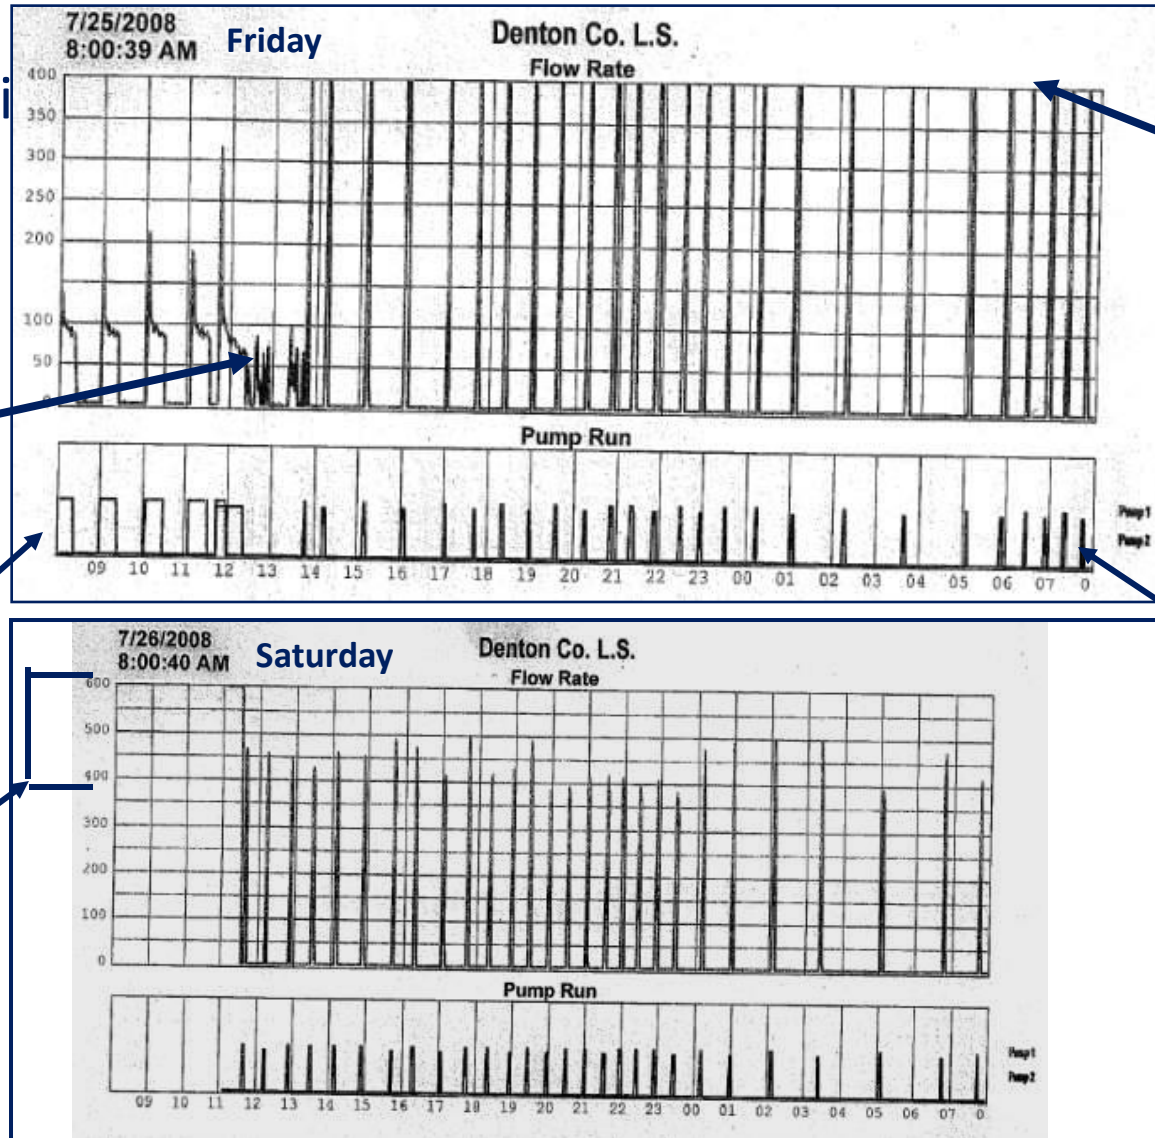 7/25/2008
8:00:39 AM
Friday
Denton Co. L.S.
Flow Rate
400
350
300
250
200
100
50
0
Pump Run
Pump 1
Pump 2
09 10 11 12 13 14 15 16 17 18 19 20 21 22 23 00 01 02 03 04 05 06 07 0
7/26/2008
8:00:40 AM
Saturday
Denton Co. L.S.
Flow Rate
600
500
400
300
200
100
0
Pump Run
Pump 1
Pump 2
09 10 11 12 13 14 15 16 17 18 19 20 21 22 23 00 01 02 03 04 05 06 07 0